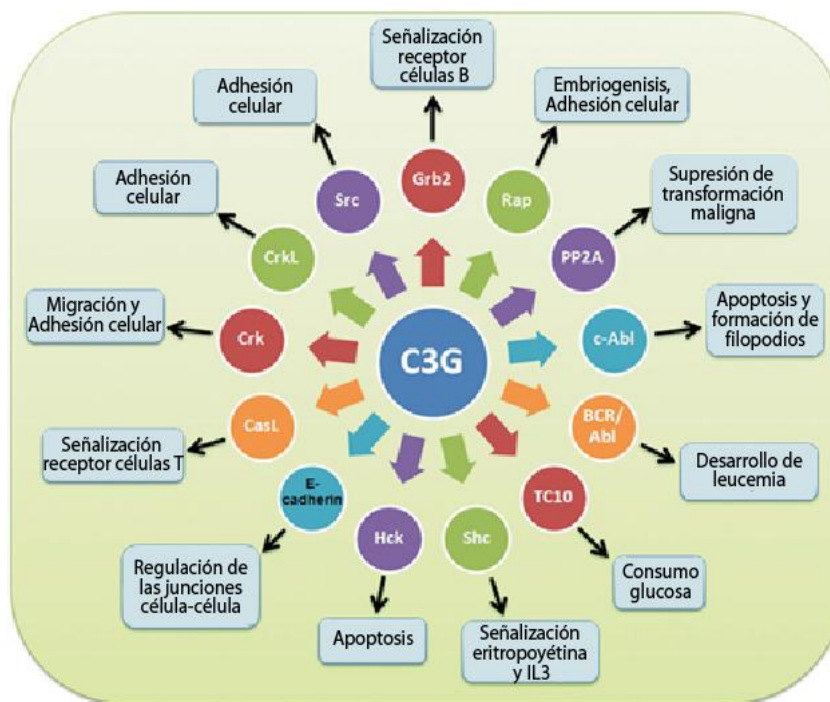 Señalización
receptor
células B
Adhesión
celular
Embriogenisis,
Adhesión celular
Grb2
Src
Rap
Adhesión
celular
Supresión de
transformación
maligna
CrkL
PP2A
Migración y
Adhesión celular
Crk
C3G
c-Abl
Apoptosis y
formación de
filopodios
CasL
BCR/
Abl
Señalización
receptor células T
Desarrollo de
leucemia
E-
cadherin
TC10
Hck
Shc
Regulación de
las junciones
célula-célula
Consumo
glucosa
Apoptosis
Señalización
eritropoyétina
y IL3